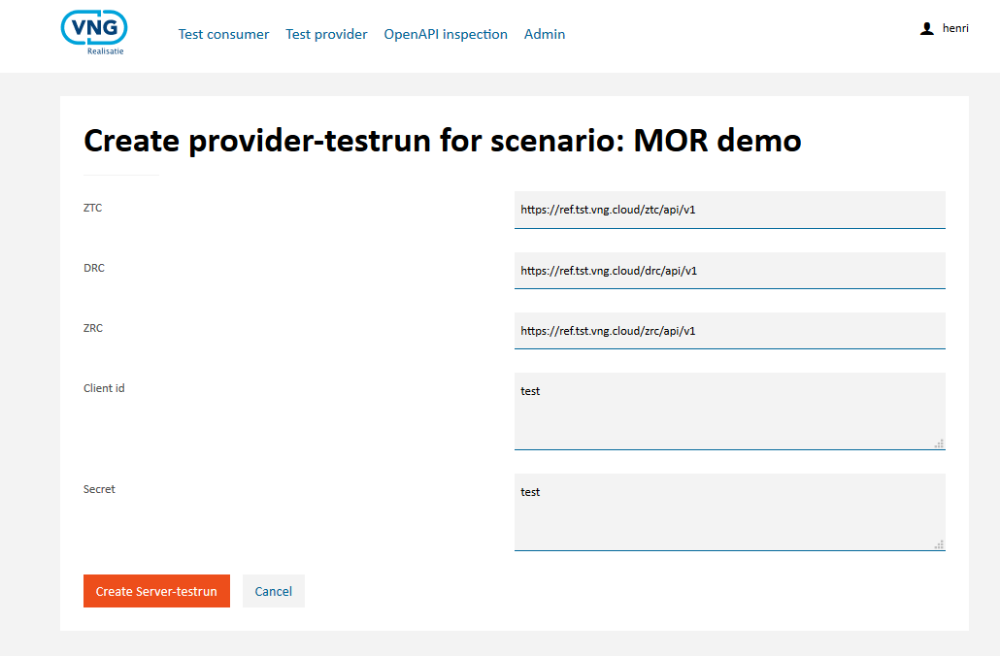 VNG
Realisatie
Test consumer Test provider OpenAPI inspection Admin
henri
Create provider-testrun for scenario: MOR demo
ZTC
https://ref.tst.vng.cloud/ztc/api/v1
DRC
https://ref.tst.vng.cloud/drc/api/v1
ZRC
https://ref.tst.vng.cloud/zrc/api/v1
Client id
test
Secret
test
Create Server-testrun Cancel